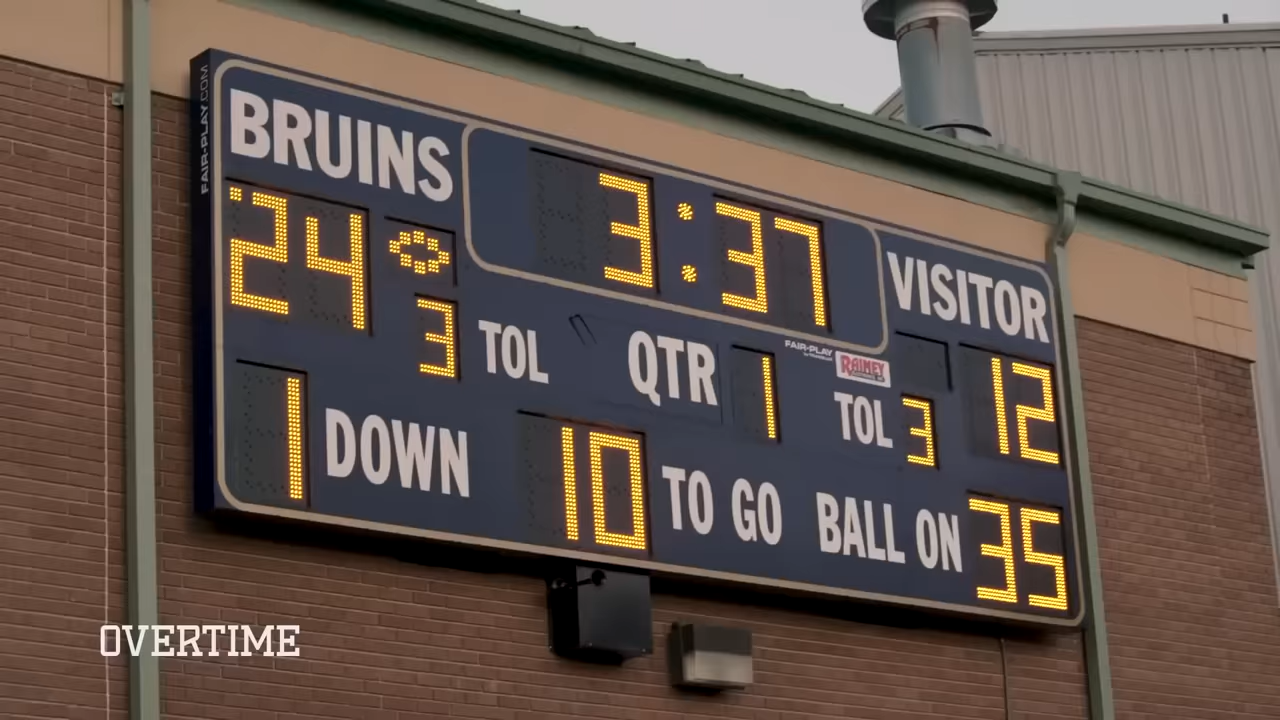 FAIR-PLAY.COM
BRUINS
3:37
VISITOR
24
12
3 TOL
QTR 1
FAIR-PLAY
RAINEY
TOL 3
1 DOWN
10 TO GO
BALL ON 35
OVERTIME